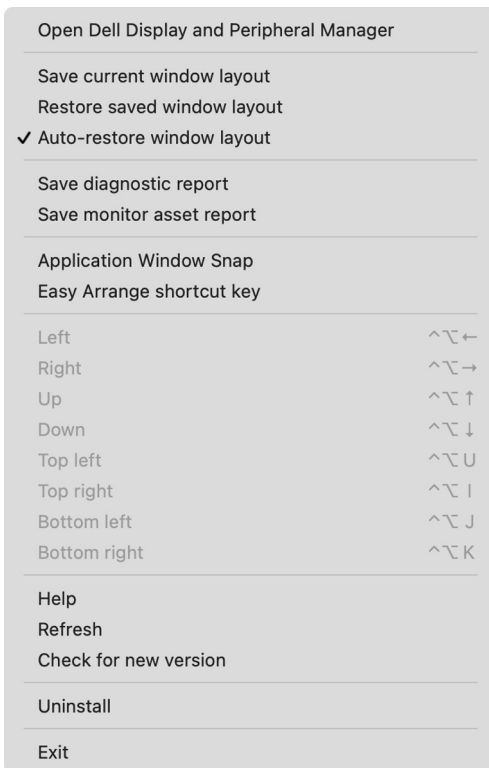 Open Dell Display and Peripheral Manager
Save current window layout
Restore saved window layout
✓ Auto-restore window layout
Save diagnostic report
Save monitor asset report
Application Window Snap
Easy Arrange shortcut key
Left ^⌥←
Right ^⌥→
Up ^⌥↑
Down ^⌥↓
Top left ^⌥U
Top right ^⌥I
Bottom left ^⌥J
Bottom right ^⌥K
Help
Refresh
Check for new version
Uninstall
Exit